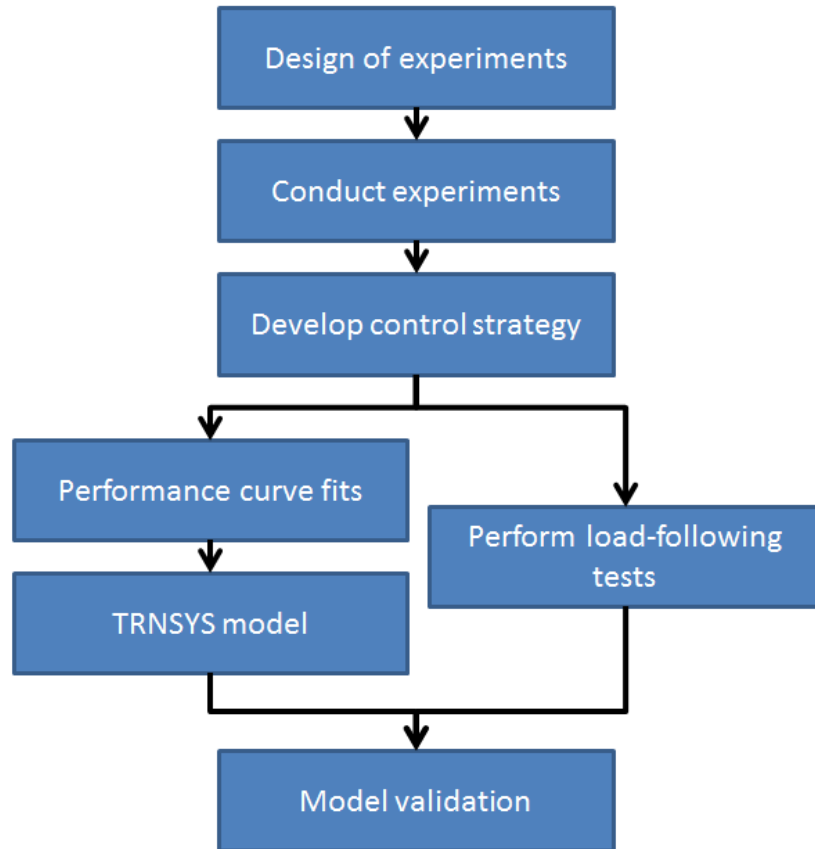 Design of experiments
Conduct experiments
Develop control strategy
Performance curve fits
Perform load-following
tests
TRNSYS model
Model validation